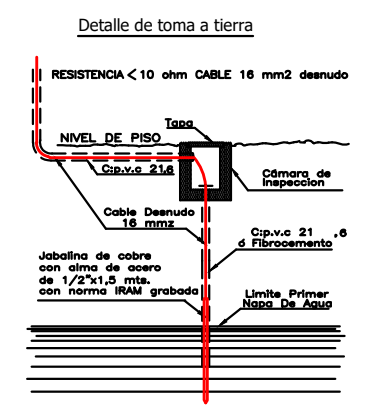 Detalle de toma a tierra
RESISTENCIA < 10 ohm CABLE 16 mm2 desnudo
Tapa
NIVEL DE PISO
C:p.v.c 21,6
Cámara de
inspeccion
Cable Desnudo
16 mmz
C:p.v.c 21 ,6
ó Fibrocemento
Jabalina de cobre
con alma de acero
de 1/2"x1,5 mts.
con norma IRAM grabada
Limite Primer
Napa De Agua